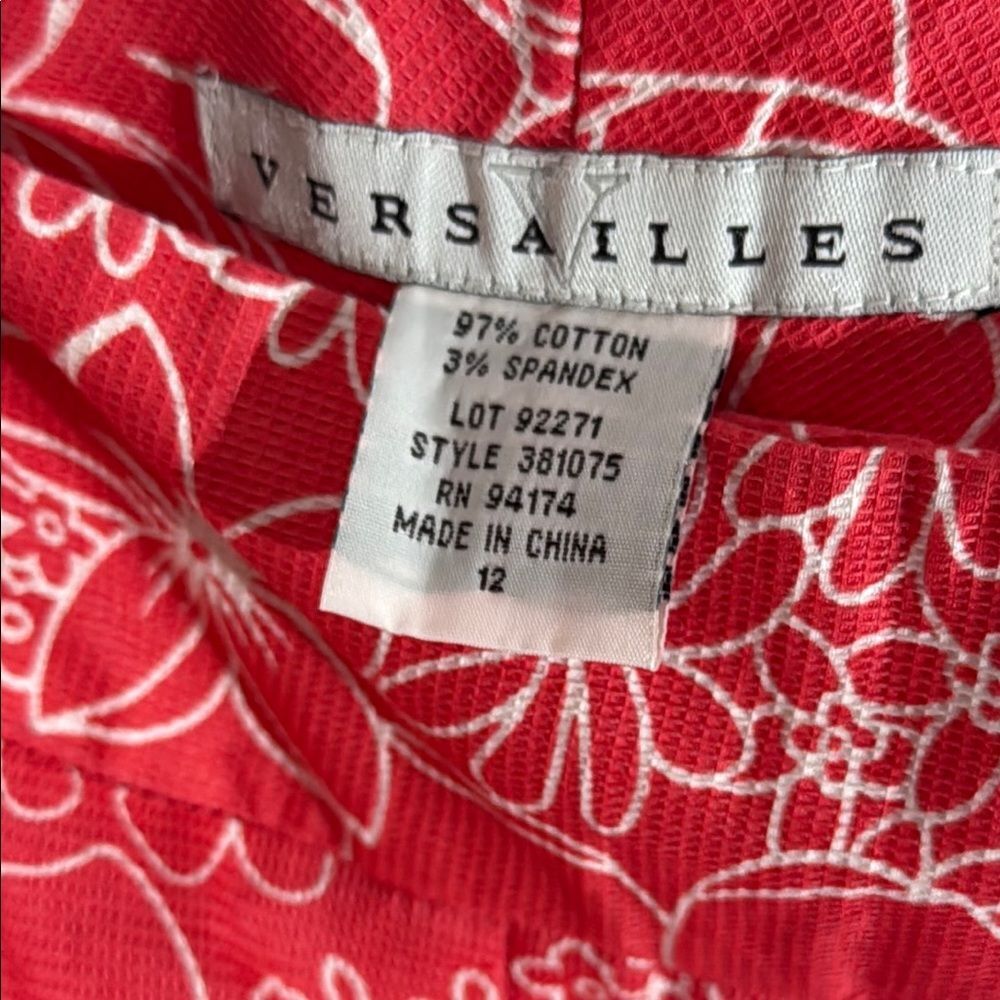 VERSAILLES
V
97% COTTON
3% SPANDEX
LOT 92271
STYLE 381075
RN 94174
MADE IN CHINA
12